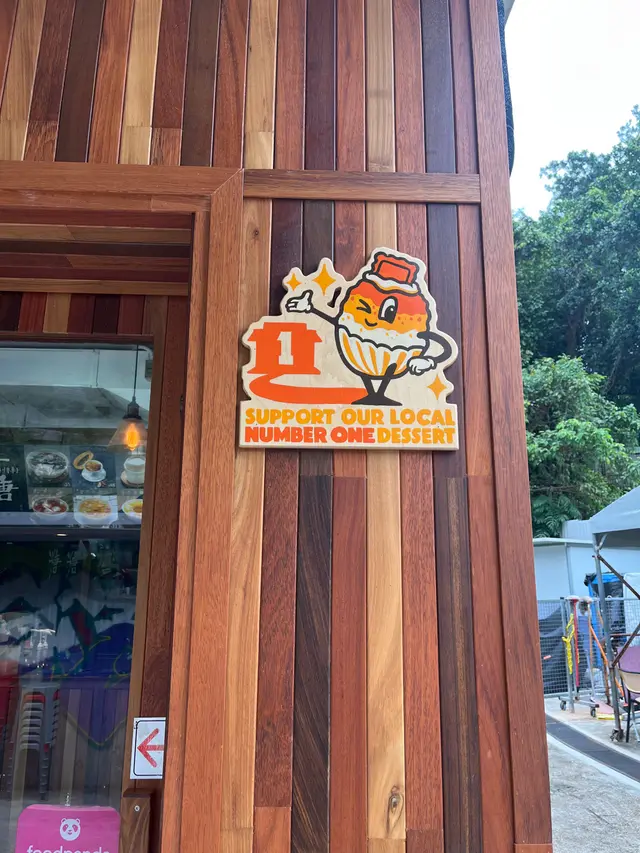 1
SUPPORT OUR LOCAL
NUMBER ONE DESSERT
foodpanda